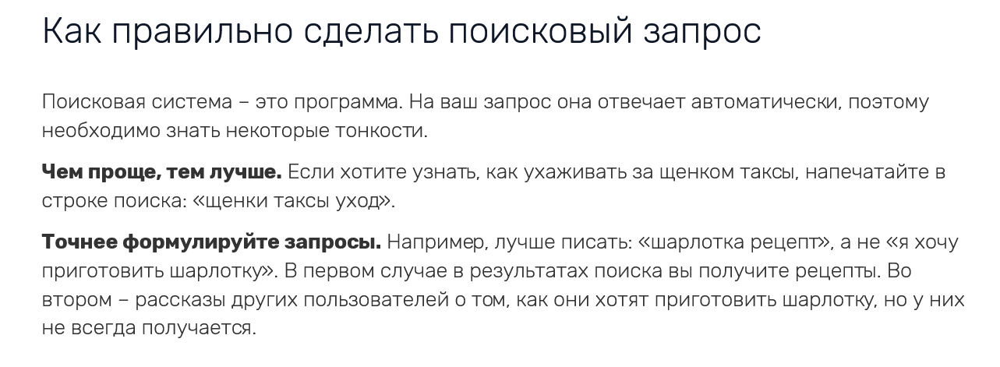 Как правильно сделать поисковый запрос
Поисковая система – это программа. На ваш запрос она отвечает автоматически, поэтому
необходимо знать некоторые тонкости.
Чем проще, тем лучше. Если хотите узнать, как ухаживать за щенком таксы, напечатайте в
строке поиска: «щенки таксы уход».
Точнее формулируйте запросы. Например, лучше писать: «шарлотка рецепт», а не «я хочу
приготовить шарлотку». В первом случае в результатах поиска вы получите рецепты. Во
втором – рассказы других пользователей о том, как они хотят приготовить шарлотку, но у них
не всегда получается.